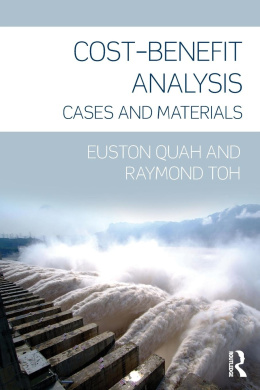 COST–BENEFIT
ANALYSIS
CASES AND MATERIALS
EUSTON QUAH AND
RAYMOND TOH
ROUTLEDGE